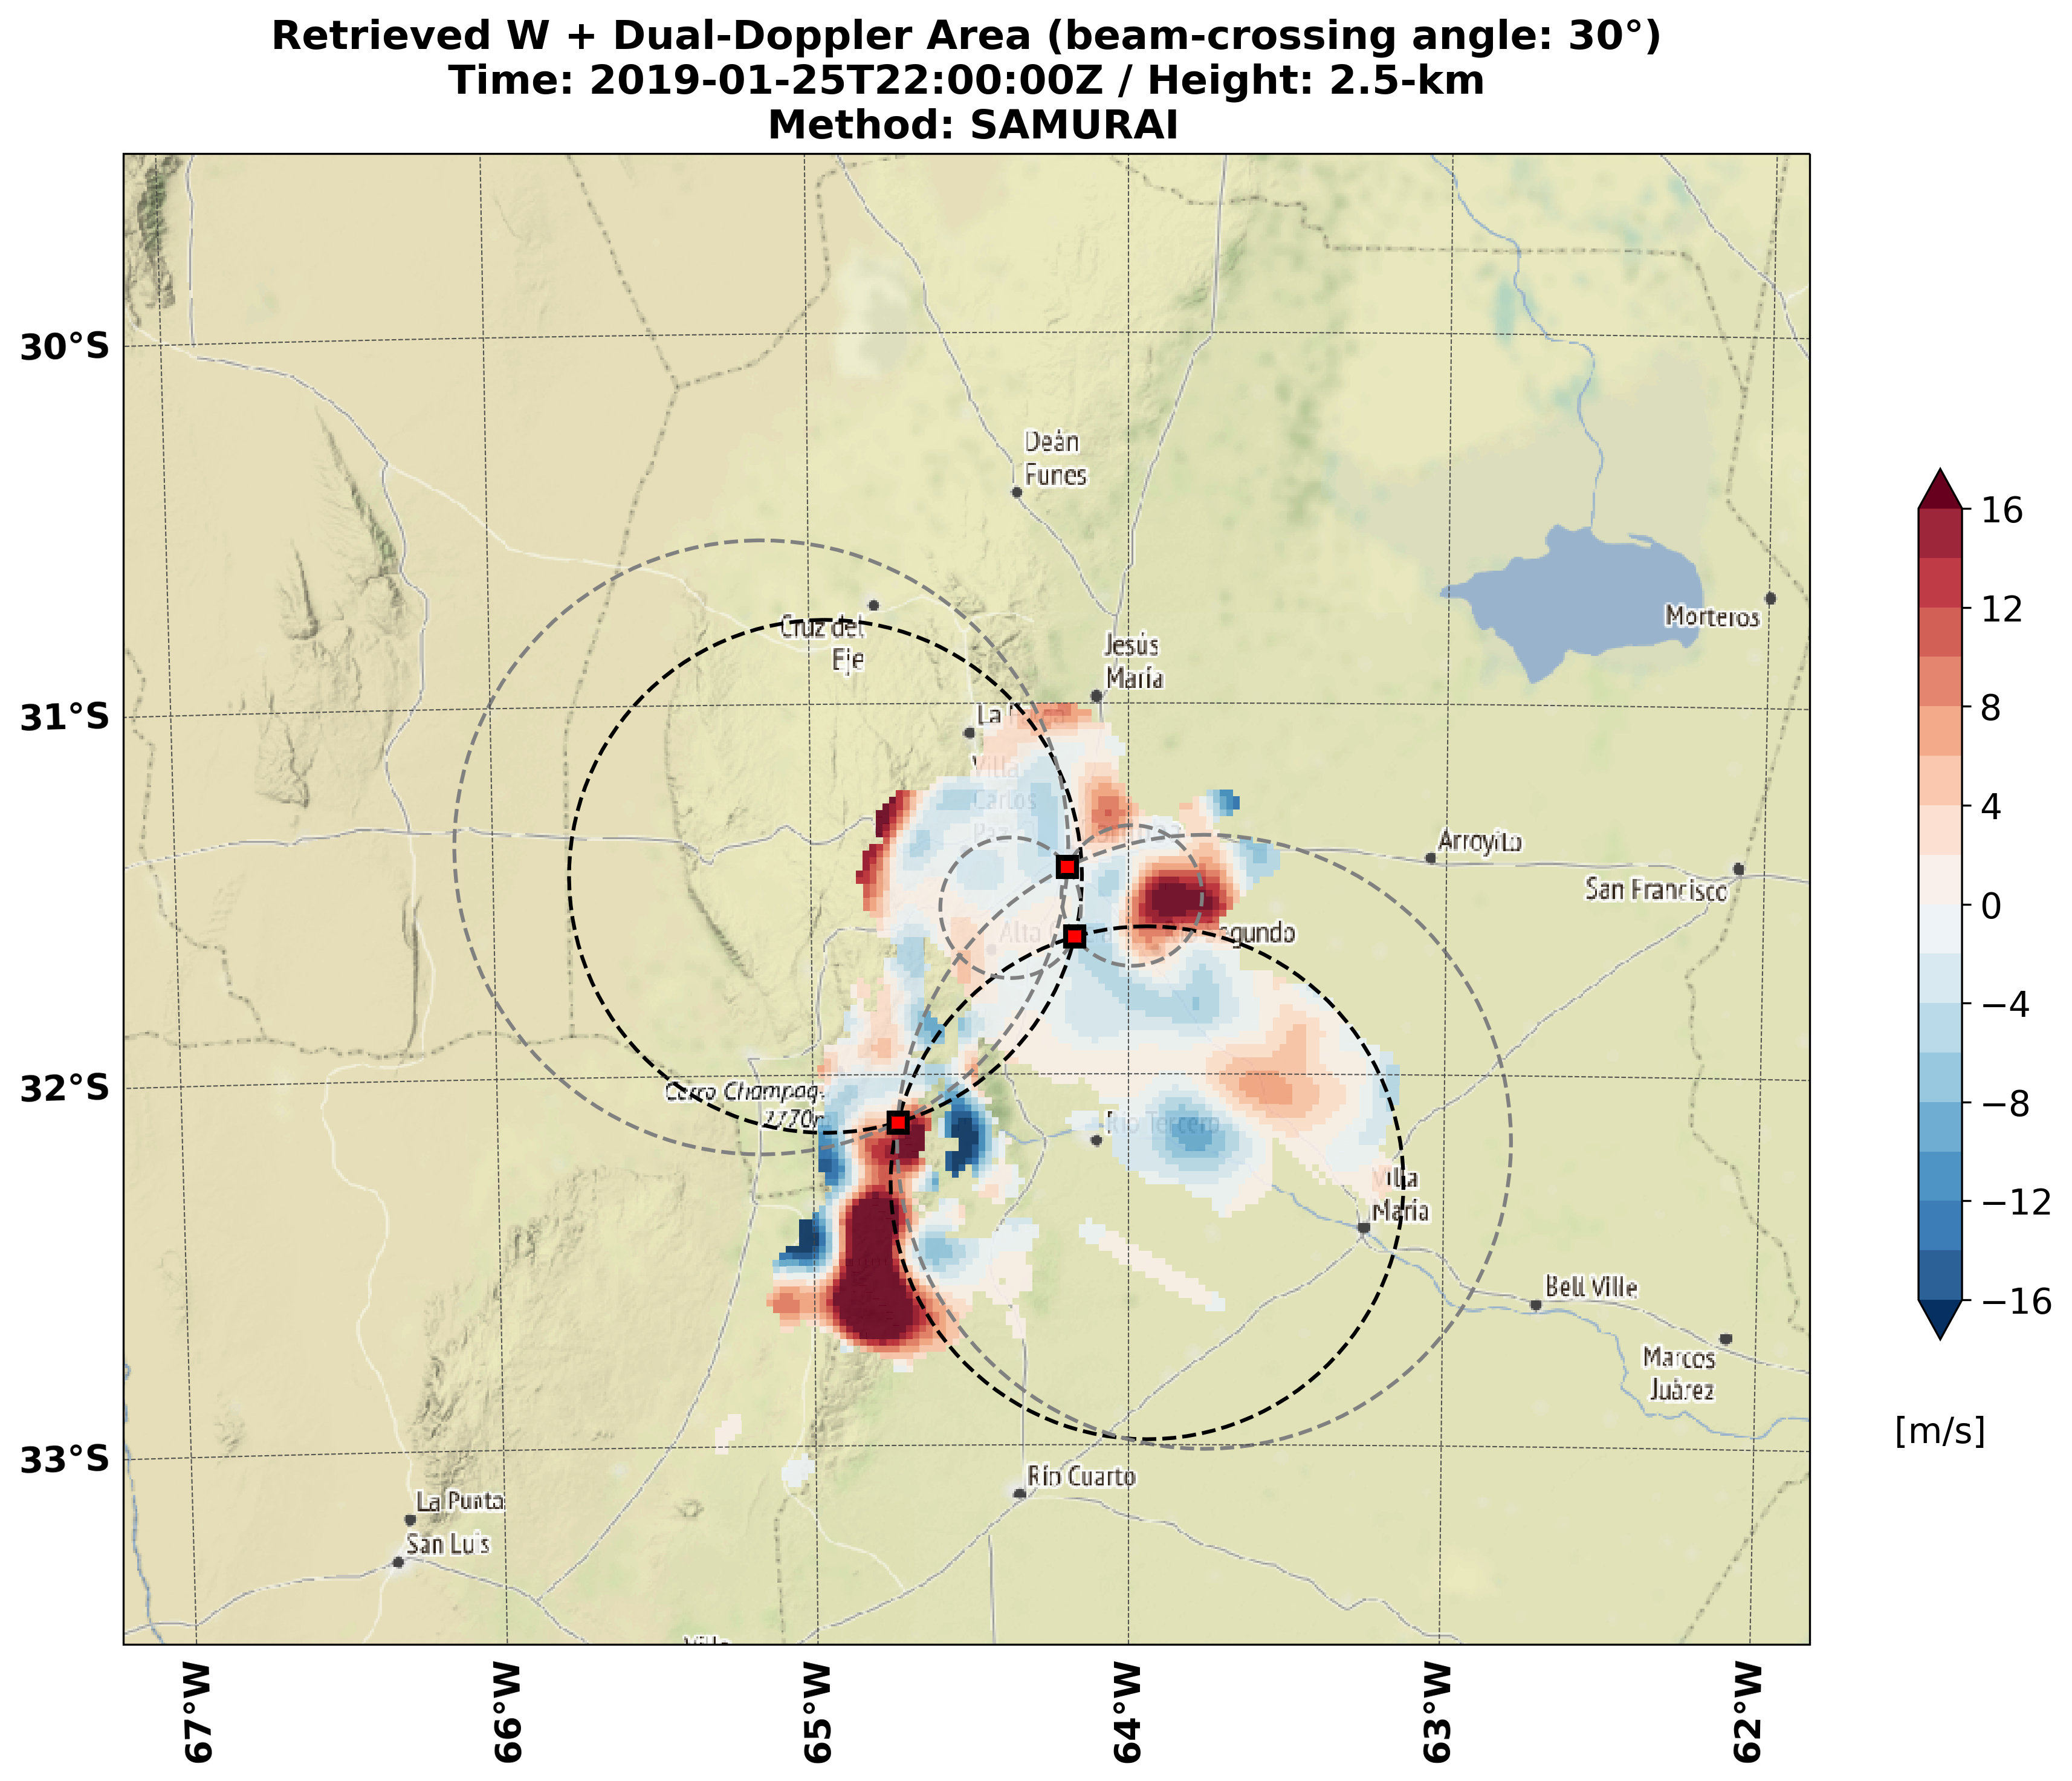 Retrieved W + Dual-Doppler Area (beam-crossing angle: 30°)
Time: 2019-01-25T22:00:00Z / Height: 2.5-km
Method: SAMURAI
30°S
31°S
32°S
33°S
67°W
66°W
65°W
64°W
63°W
62°W
Deán
Funes
Cruz del
Eje
Jesús
María
Morteros
La
Villa
Carlos
Paz
Arroyito
San Francisco
Alta
egundo
Cerro Champaq-
2770m
Río Tercero
Villa
María
Bell Ville
Marcos
Juárez
Río Cuarto
La Punta
San Luis
16
12
8
4
0
−4
−8
−12
−16
[m/s]